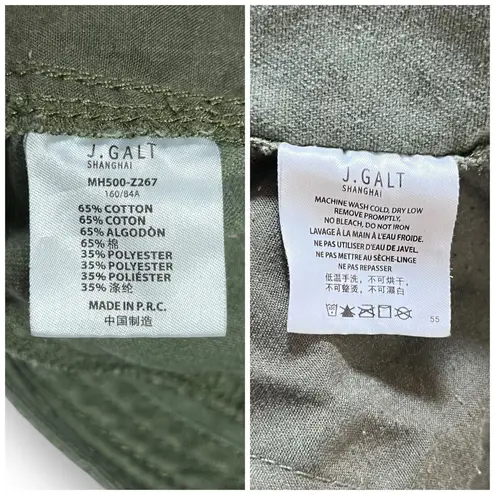 J.GALT
SHANGHAI
MH500-Z267
160/84A
65% COTTON
65% COTON
65% ALGODÓN
65% 棉
35% POLYESTER
35% POLYESTER
35% POLIÉSTER
35% 涤纶
MADE IN P.R.C.
中国制造
J.GALT
SHANGHAI
MACHINE WASH COLD, DRY LOW
REMOVE PROMPTLY.
NO BLEACH, DO NOT IRON
LAVAGE À LA MAIN À L'EAU FROIDE.
NE PAS UTILISER D'EAU DE JAVEL.
NE PAS METTRE AU SÈCHE-LINGE
NE PAS REPASSER
低温手洗，不可烘干，
不可整烫，不可濕白
55